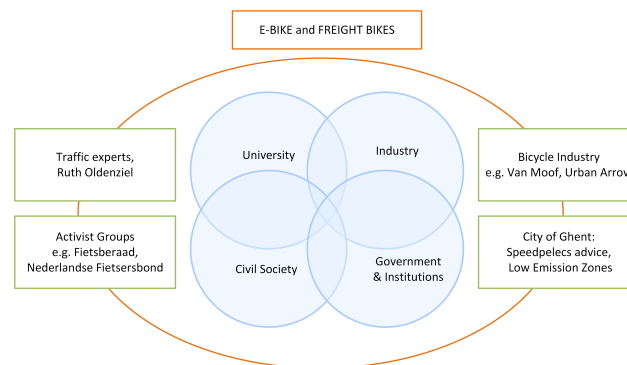 E-BIKE and FREIGHT BIKES
Traffic experts,
Ruth Oldenziel
University
Industry
Bicycle Industry
e.g. Van Moof, Urban Arrow
Activist Groups
e.g. Fietsberaad,
Nederlandse Fietsersbond
Civil Society
Government
& Institutions
City of Ghent:
Speedpelecs advice,
Low Emission Zones